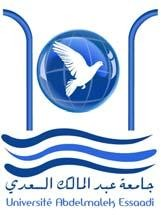 جامعة عبد المالك السعدي
Université Abdelmalek Essaadi